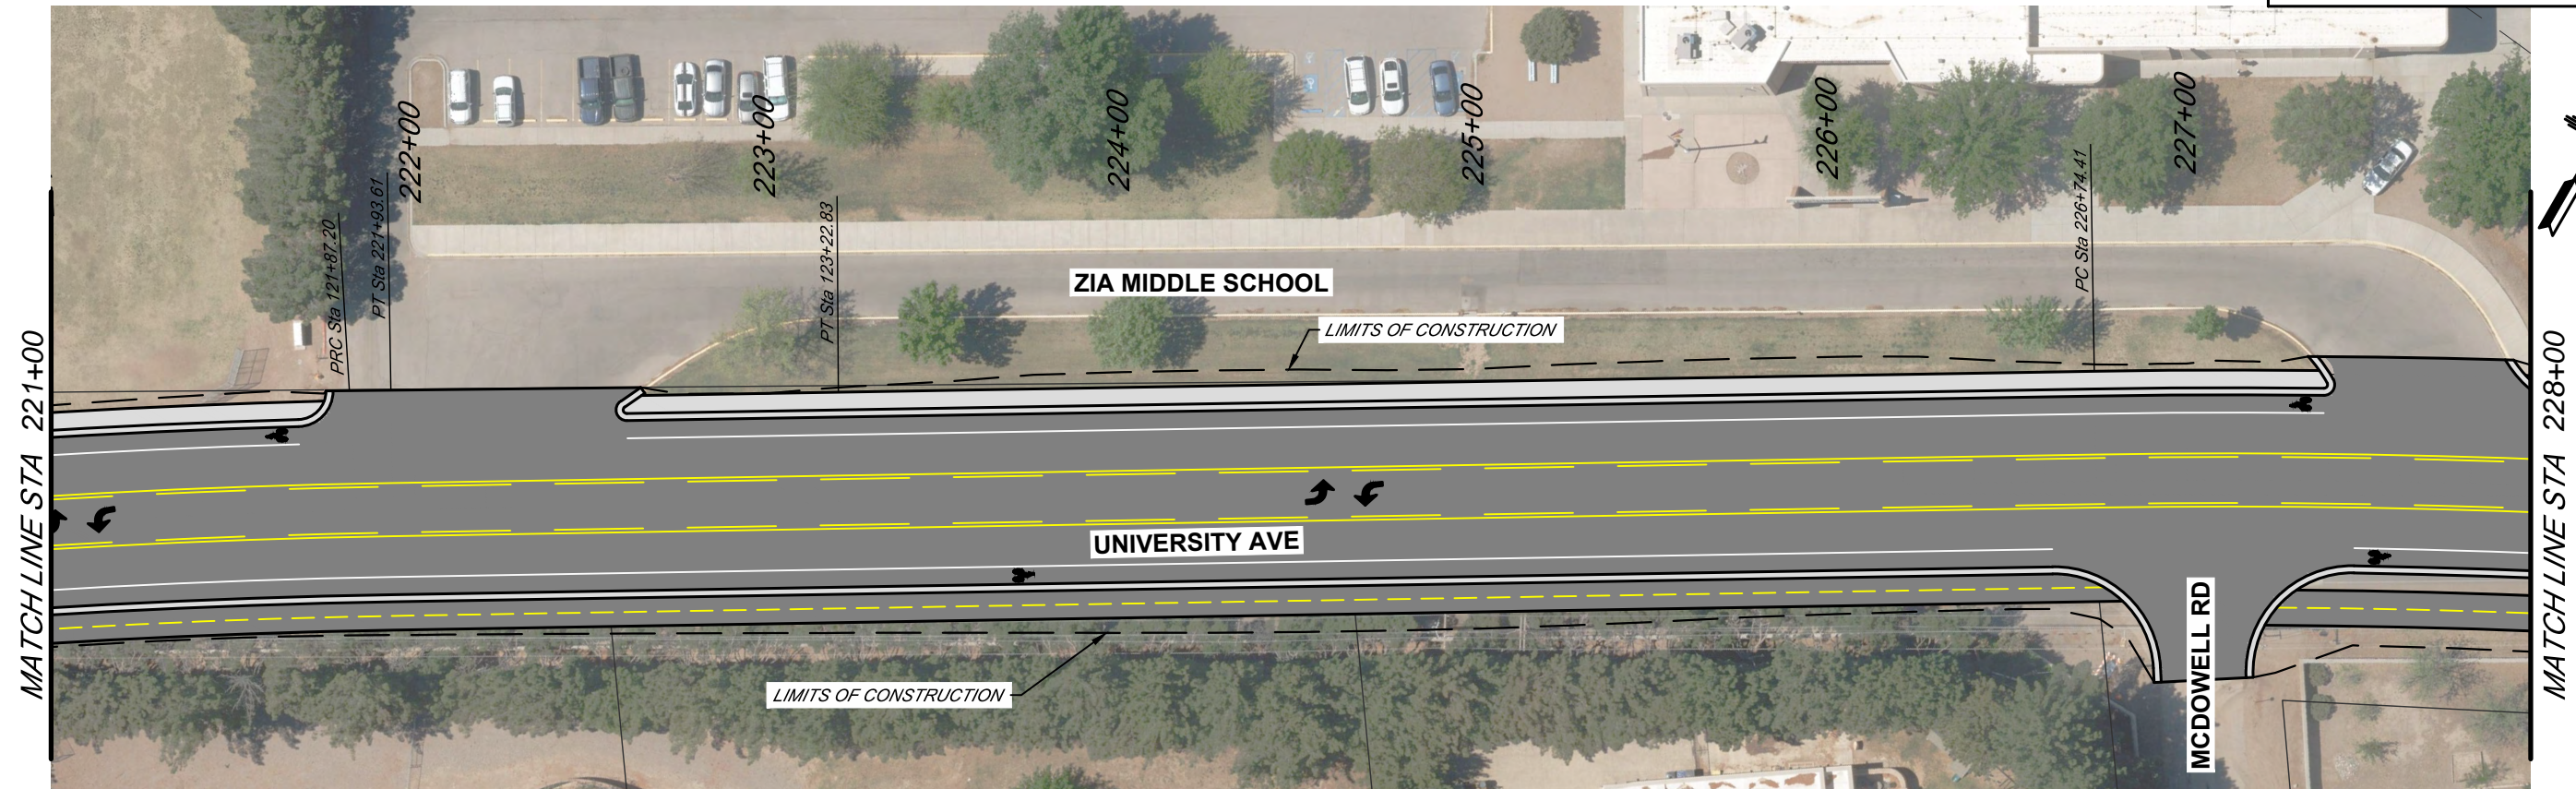 222+00
223+00
224+00
225+00
226+00
227+00
PRC Sta 121+87.20
PT Sta 221+93.61
PT Sta 123+22.83
PC Sta 226+74.41
ZIA MIDDLE SCHOOL
LIMITS OF CONSTRUCTION
MATCH LINE STA 221+00
UNIVERSITY AVE
LIMITS OF CONSTRUCTION
MCDOWELL RD
MATCH LINE STA 228+00